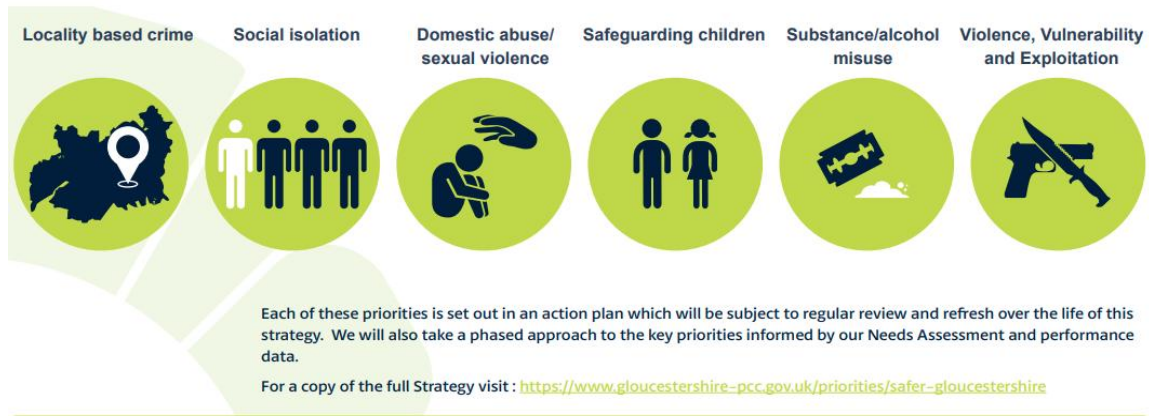 Locality based crime
Social isolation
Domestic abuse/
sexual violence
Safeguarding children
Substance/alcohol
misuse
Violence, Vulnerability
and Exploitation
Each of these priorities is set out in an action plan which will be subject to regular review and refresh over the life of this
strategy.  We will also take a phased approach to the key priorities informed by our Needs Assessment and performance
data.
For a copy of the full Strategy visit : https://www.gloucestershire-pcc.gov.uk/priorities/safer-gloucestershire